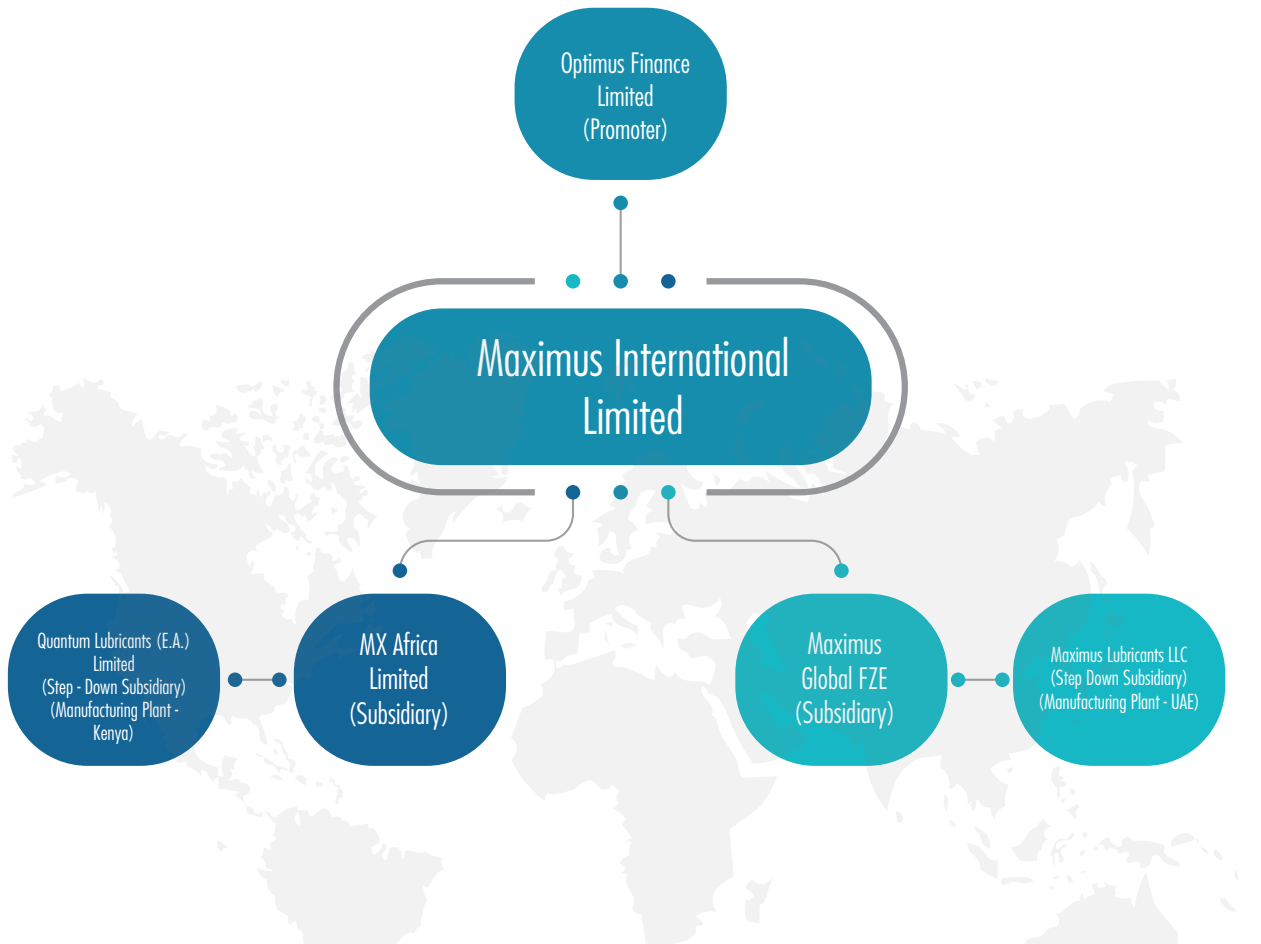 Optimus Finance
Limited
(Promoter)
Maximus International
Limited
Quantum Lubricants (E.A.)
Limited
(Step - Down Subsidiary)
(Manufacturing Plant -
Kenya)
MX Africa
Limited
(Subsidiary)
Maximus
Global FZE
(Subsidiary)
Maximus Lubricants LLC
(Step Down Subsidiary)
(Manufacturing Plant - UAE)